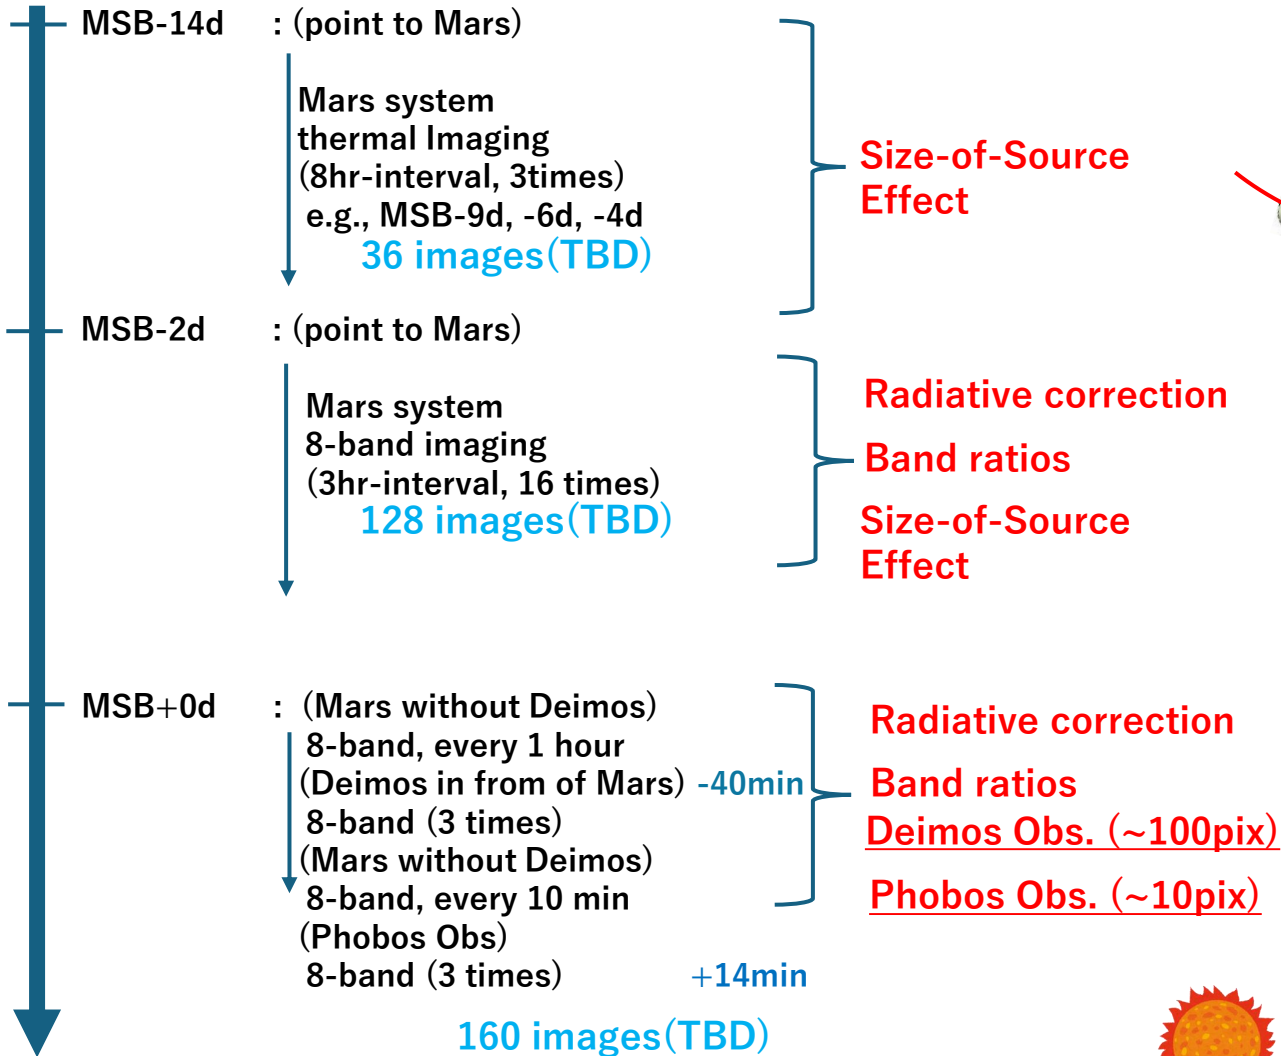 MSB-14d : (point to Mars)
Mars system
thermal Imaging
(8hr-interval, 3times)
e.g., MSB-9d, -6d, -4d
36 images(TBD)
Size-of-Source
Effect
MSB-2d : (point to Mars)
Mars system
8-band imaging
(3hr-interval, 16 times)
128 images(TBD)
Radiative correction
Band ratios
Size-of-Source
Effect
MSB+0d : (Mars without Deimos)
8-band, every 1 hour
(Deimos in from of Mars) -40min
8-band (3 times)
(Mars without Deimos)
8-band, every 10 min
(Phobos Obs)
8-band (3 times) +14min
160 images(TBD)
Radiative correction
Band ratios
Deimos Obs. (~100pix)
Phobos Obs. (~10pix)